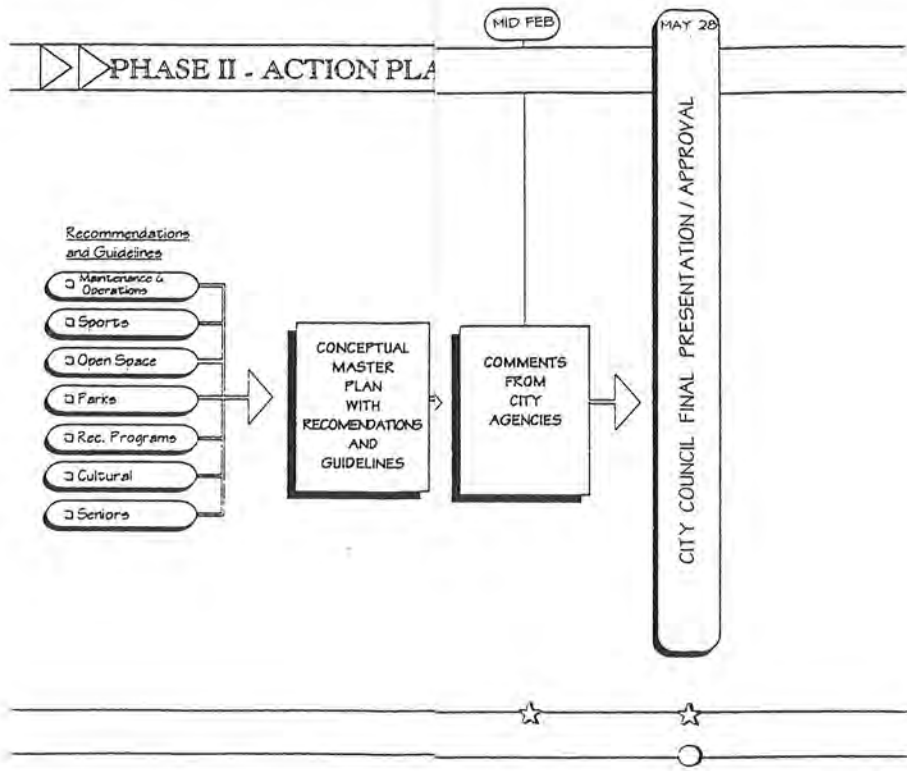 MID FEB
MAY 28
PHASE II - ACTION PLA
Recommendations
and Guidelines
Maintenance &
Operations
Sports
Open Space
Parks
Rec. Programs
Cultural
Seniors
CONCEPTUAL
MASTER
PLAN
WITH
RECOMENDATIONS
AND
GUIDELINES
COMMENTS
FROM
CITY
AGENCIES
CITY COUNCIL FINAL PRESENTATION / APPROVAL